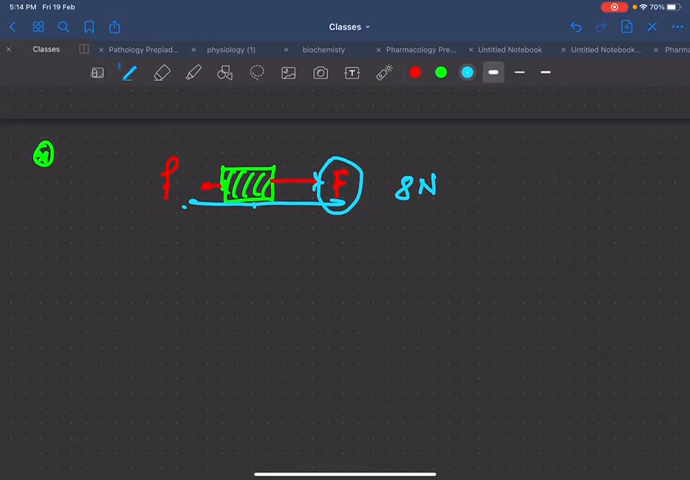 5:14 PM Fri 19 Feb
70%
Classes
Classes
Pathology Preplad...
physiology (1)
biochemisty
Pharmacology Pre...
Untitled Notebook
Untitled Notebook...
Pharma
T
f F 8N